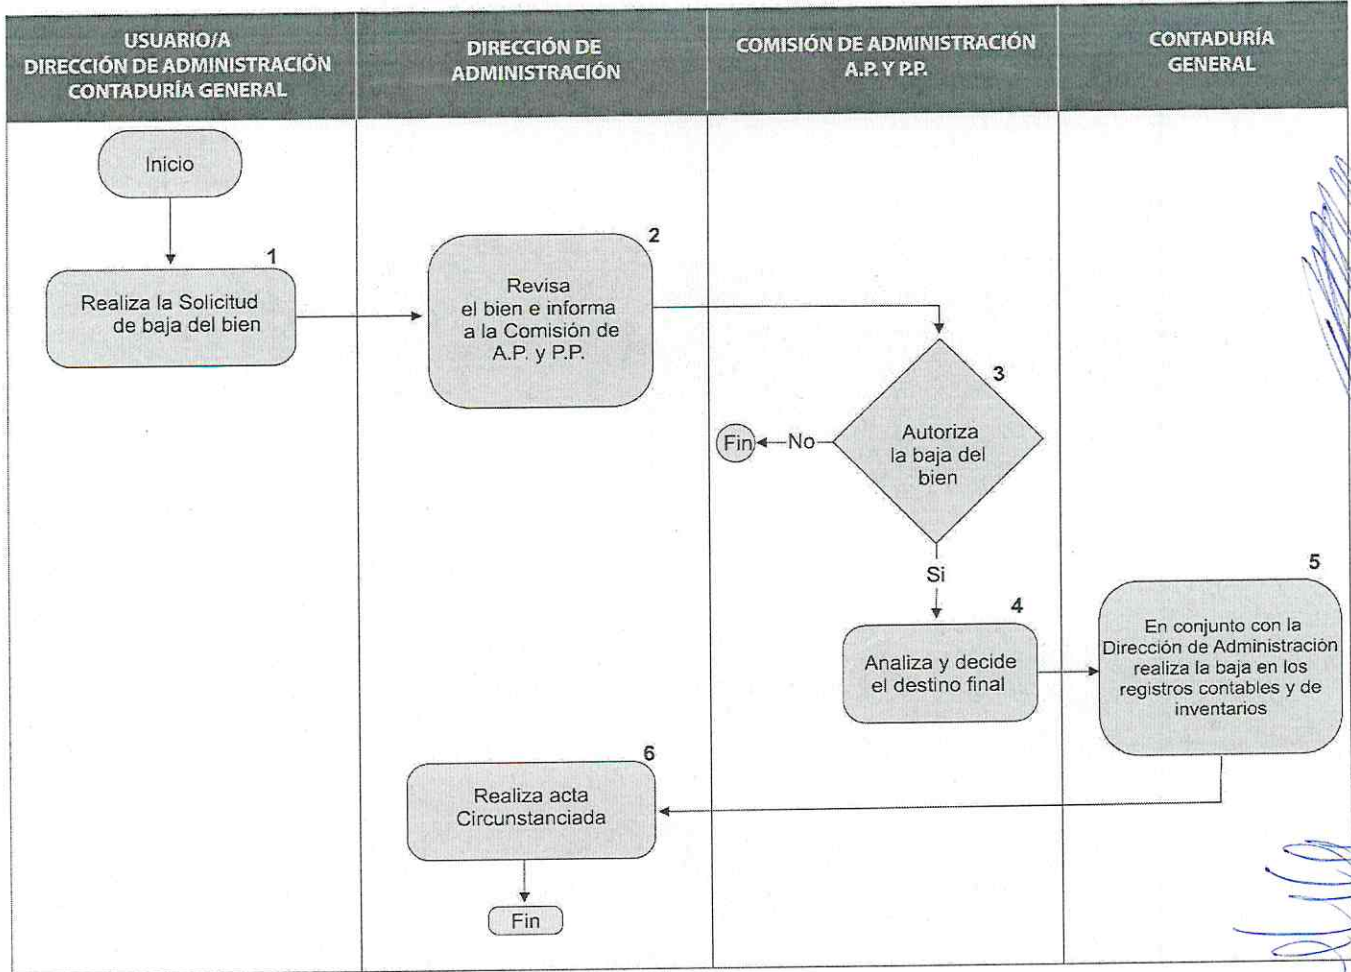 USUARIO/A
DIRECCIÓN DE ADMINISTRACIÓN
CONTADURÍA GENERAL
DIRECCIÓN DE
ADMINISTRACIÓN
COMISIÓN DE ADMINISTRACIÓN
A.P. Y P.P.
CONTADURÍA
GENERAL
Inicio
1
Realiza la Solicitud
de baja del bien
2
Revisa
el bien e informa
a la Comisión de
A.P. y P.P.
3
Autoriza
la baja del
bien
No
Fin
Si
4
Analiza y decide
el destino final
5
En conjunto con la
Dirección de Administración
realiza la baja en los
registros contables y de
inventarios
6
Realiza acta
Circunstanciada
Fin